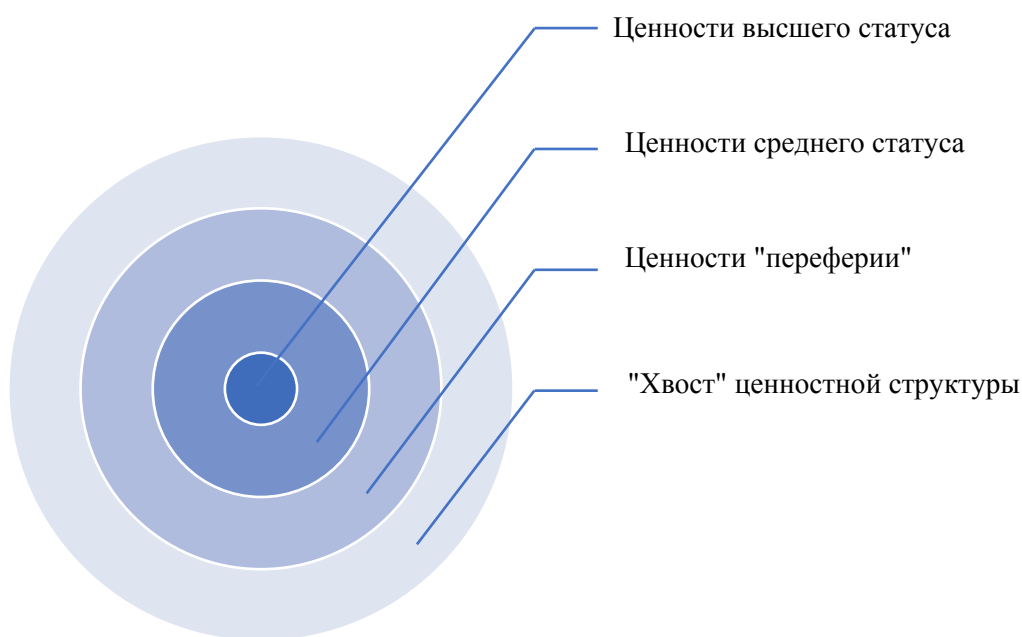 Ценности высшего статуса
Ценности среднего статуса
Ценности "переферии"
"Хвост" ценностной структуры